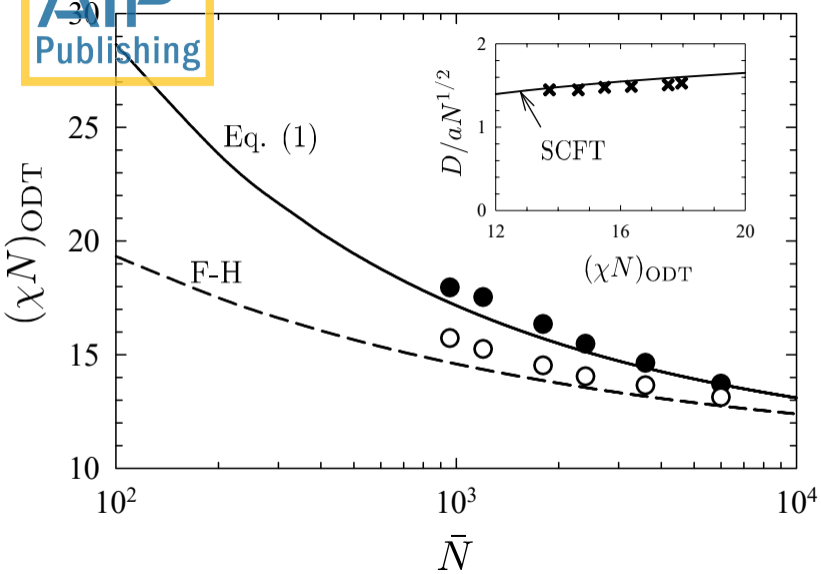 AIP
Publishing
30
25
20
15
10
(χN)ODT
Eq. (1)
F-H
10² 10³ 10⁴
N̄
2
1
0
D/aN^1/2
SCFT
12 16 20
(χN)ODT